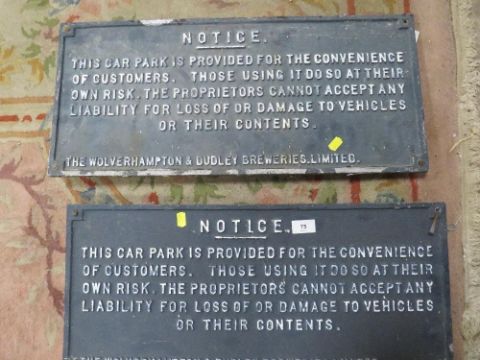 NOTICE.
THIS CAR PARK IS PROVIDED FOR THE CONVENIENCE
OF CUSTOMERS. THOSE USING IT DO SO AT THEIR
OWN RISK. THE PROPRIETORS CANNOT ACCEPT ANY
LIABILITY FOR LOSS OF OR DAMAGE TO VEHICLES
OR THEIR CONTENTS.
THE WOLVERHAMPTON & DUDLEY BREWERIES. LIMITED.
NOTICE.
THIS CAR PARK IS PROVIDED FOR THE CONVENIENCE
OF CUSTOMERS. THOSE USING IT DO SO AT THEIR
OWN RISK. THE PROPRIETORS CANNOT ACCEPT ANY
LIABILITY FOR LOSS OF OR DAMAGE TO VEHICLES
OR THEIR CONTENTS.
THE WOLVERHAMPTON & DUDLEY